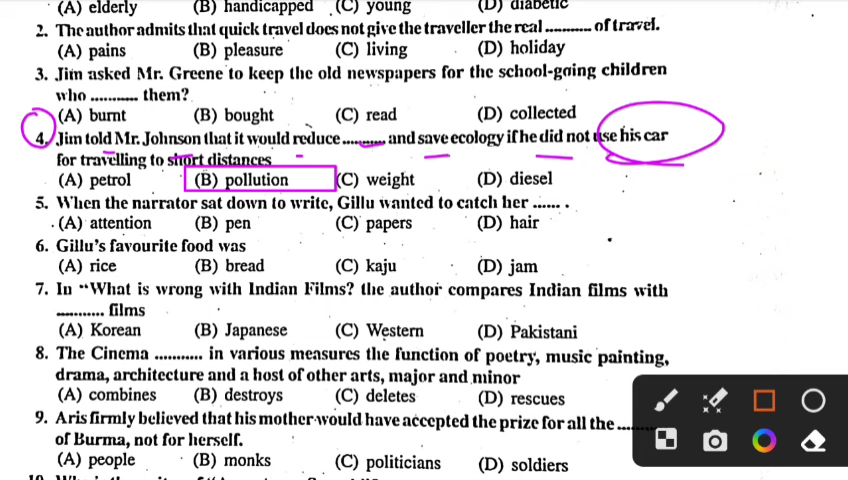 (A) elderly (B) handicapped (C) young (D) diabetic
2. The author admits that quick travel does not give the traveller the real .......... of travel.
(A) pains (B) pleasure (C) living (D) holiday
3. Jim asked Mr. Greene to keep the old newspapers for the school-going children
who ........... them?
(A) burnt (B) bought (C) read (D) collected
4. Jim told Mr. Johnson that it would reduce .......... and save ecology if he did not use his car
for travelling to short distances
(A) petrol (B) pollution (C) weight (D) diesel
5. When the narrator sat down to write, Gillu wanted to catch her ...... .
(A) attention (B) pen (C) papers (D) hair
6. Gillu's favourite food was
(A) rice (B) bread (C) kaju (D) jam
7. In "What is wrong with Indian Films? the author compares Indian films with
........... films
(A) Korean (B) Japanese (C) Western (D) Pakistani
8. The Cinema ........... in various measures the function of poetry, music painting,
drama, architecture and a host of other arts, major and minor
(A) combines (B) destroys (C) deletes (D) rescues
9. Aris firmly believed that his mother would have accepted the prize for all the .....
of Burma, not for herself.
(A) people (B) monks (C) politicians (D) soldiers